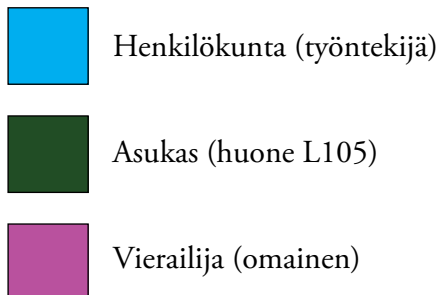 Henkilökunta (työntekijä)
Asukas (huone L105)
Vierailija (omainen)